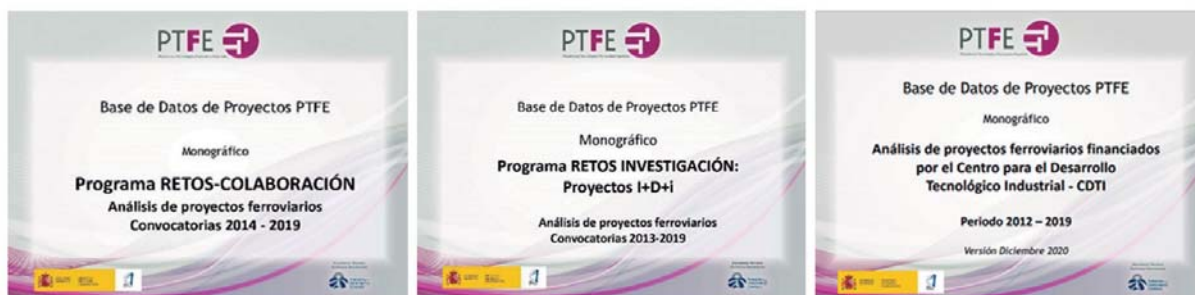 PTFE
Base de Datos de Proyectos PTFE
Monográfico
Programa RETOS-COLABORACIÓN
Análisis de proyectos ferroviarios
Convocatorias 2014 - 2019
PTFE
Base de Datos de Proyectos PTFE
Monográfico
Programa RETOS INVESTIGACIÓN:
Proyectos I+D+i
Análisis de proyectos ferroviarios
Convocatorias 2013-2019
PTFE
Base de Datos de Proyectos PTFE
Monográfico
Análisis de proyectos ferroviarios financiados
por el Centro para el Desarrollo
Tecnológico Industrial - CDTI
Periodo 2012 – 2019
Versión Diciembre 2020